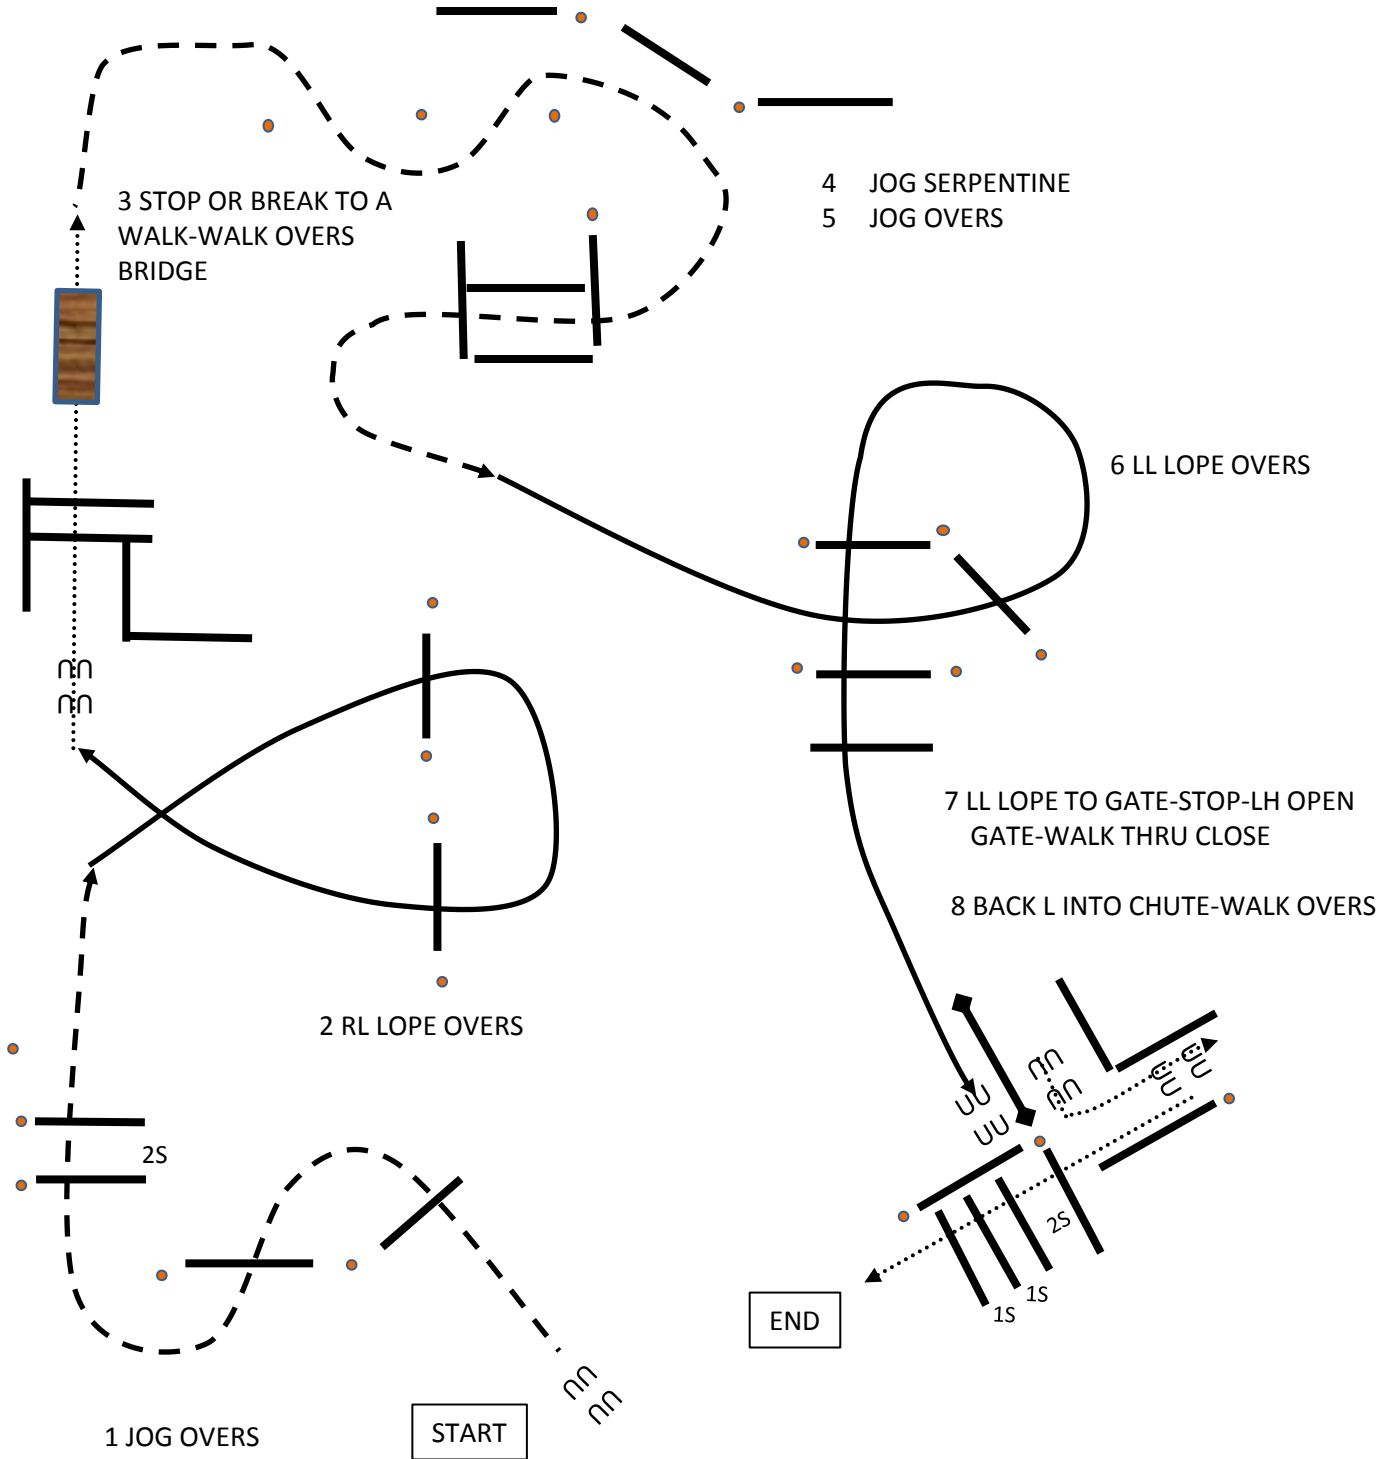 3 STOP OR BREAK TO A
WALK-WALK OVERS
BRIDGE
4 JOG SERPENTINE
5 JOG OVERS
6 LL LOPE OVERS
7 LL LOPE TO GATE-STOP-LH OPEN
GATE-WALK THRU CLOSE
8 BACK L INTO CHUTE-WALK OVERS
2 RL LOPE OVERS
2S
2S
1S
1S
END
START
1 JOG OVERS